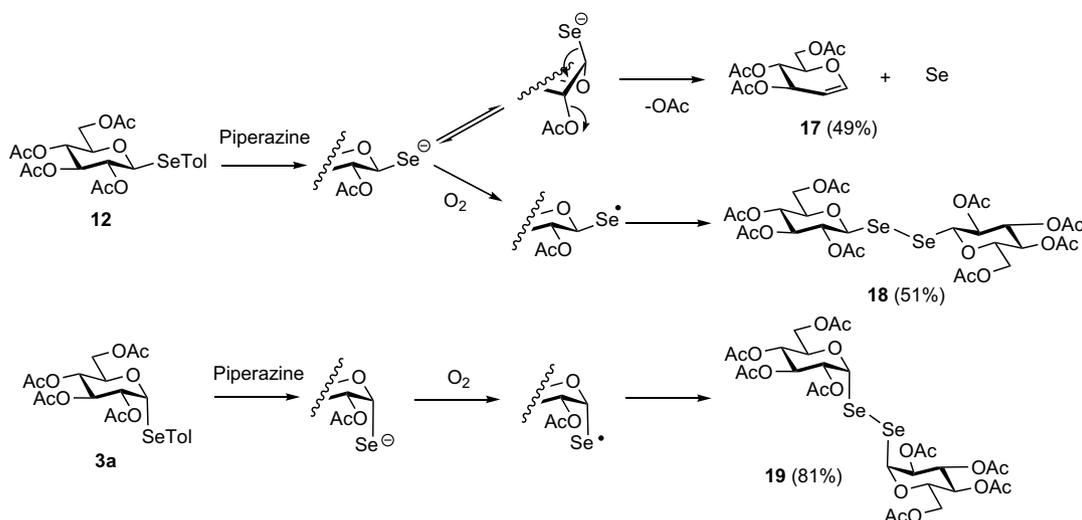 Se ⊖
O
AcO
-OAc
OAc
AcO
AcO
O
+ Se
17 (49%)
OAc
AcO
AcO
O
AcO
SeTol
12
Piperazine
O
AcO
Se ⊖
O2
O
AcO
Se •
OAc
AcO
AcO
O
AcO
Se
Se
OAc
O
OAc
OAc
AcO
18 (51%)
OAc
AcO
AcO
O
AcO
SeTol
3a
Piperazine
O
AcO
Se ⊖
O2
O
AcO
Se •
OAc
AcO
AcO
O
AcO
Se
Se
OAc
O
OAc
OAc
AcO
19 (81%)